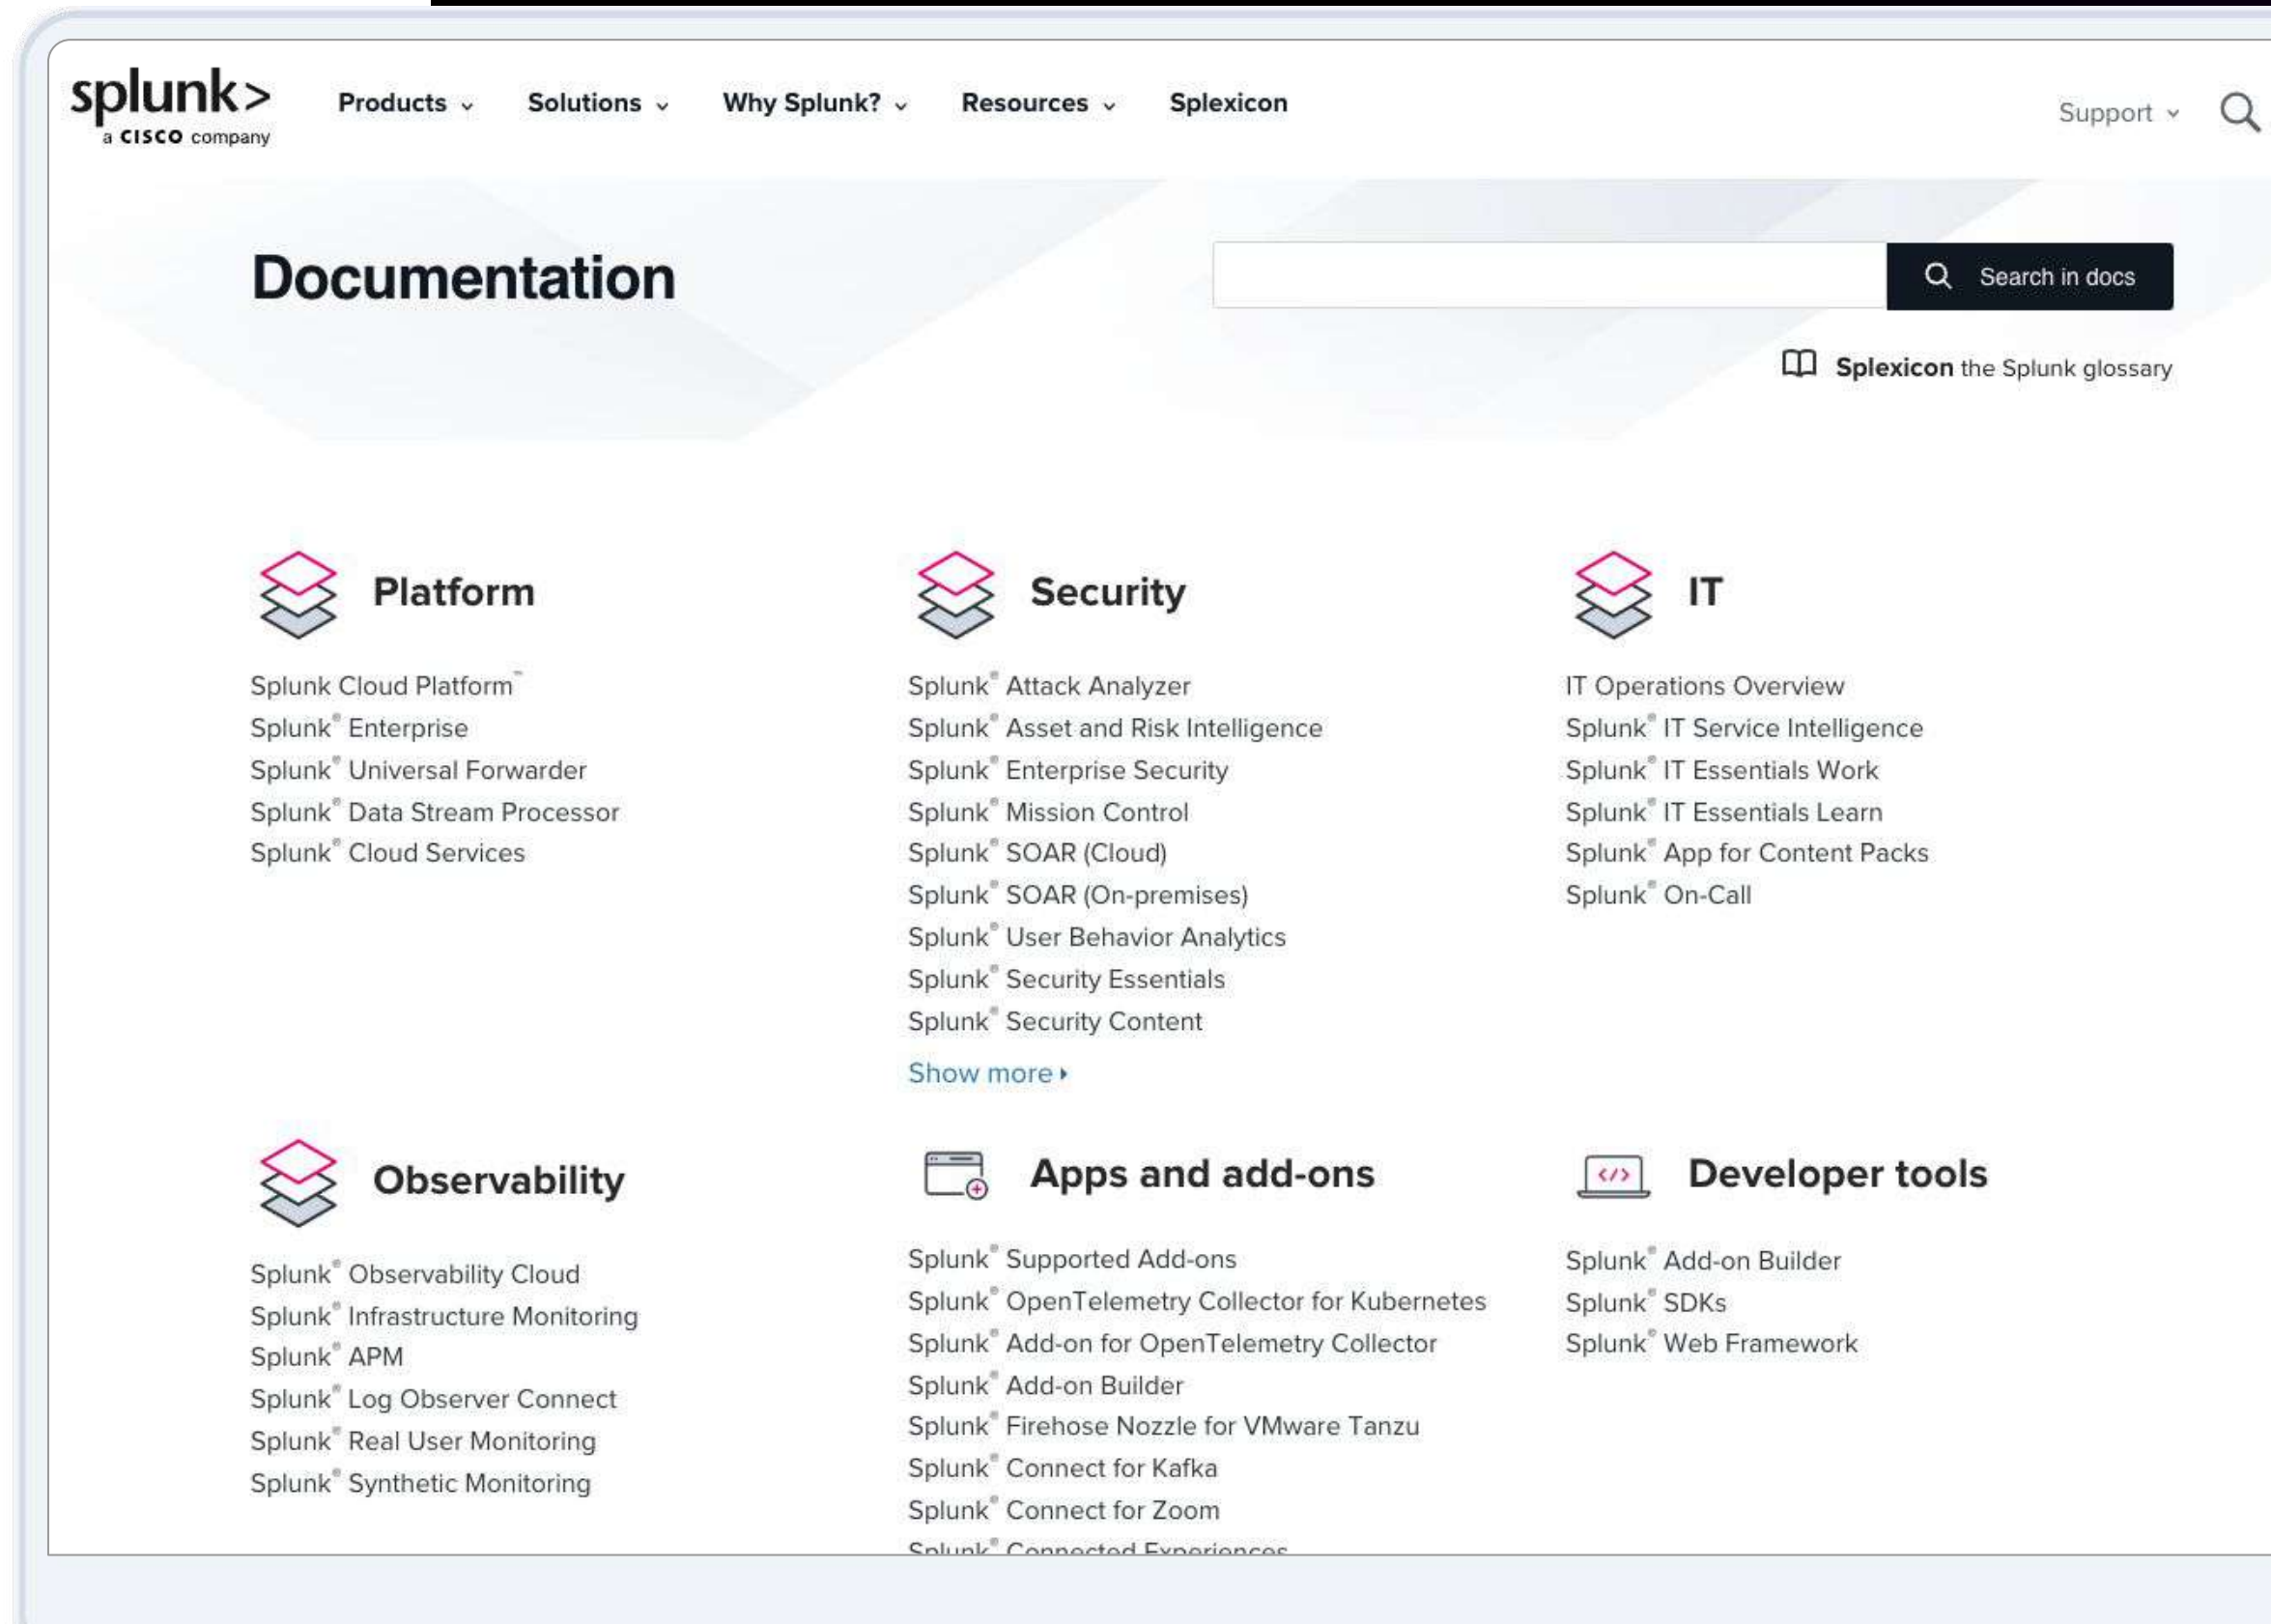 splunk>
a CISCO company
Products
Solutions
Why Splunk?
Resources
Splexicon
Support
Documentation
Search in docs
Splexicon the Splunk glossary
Platform
Splunk Cloud Platform™
Splunk® Enterprise
Splunk® Universal Forwarder
Splunk® Data Stream Processor
Splunk® Cloud Services
Security
Splunk® Attack Analyzer
Splunk® Asset and Risk Intelligence
Splunk® Enterprise Security
Splunk® Mission Control
Splunk® SOAR (Cloud)
Splunk® SOAR (On-premises)
Splunk® User Behavior Analytics
Splunk® Security Essentials
Splunk® Security Content
Show more
IT
IT Operations Overview
Splunk® IT Service Intelligence
Splunk® IT Essentials Work
Splunk® IT Essentials Learn
Splunk® App for Content Packs
Splunk® On-Call
Observability
Splunk® Observability Cloud
Splunk® Infrastructure Monitoring
Splunk® APM
Splunk® Log Observer Connect
Splunk® Real User Monitoring
Splunk® Synthetic Monitoring
Apps and add-ons
Splunk® Supported Add-ons
Splunk® OpenTelemetry Collector for Kubernetes
Splunk® Add-on for OpenTelemetry Collector
Splunk® Add-on Builder
Splunk® Firehose Nozzle for VMware Tanzu
Splunk® Connect for Kafka
Splunk® Connect for Zoom
Splunk® Connected Experiences
Developer tools
Splunk® Add-on Builder
Splunk® SDKs
Splunk® Web Framework